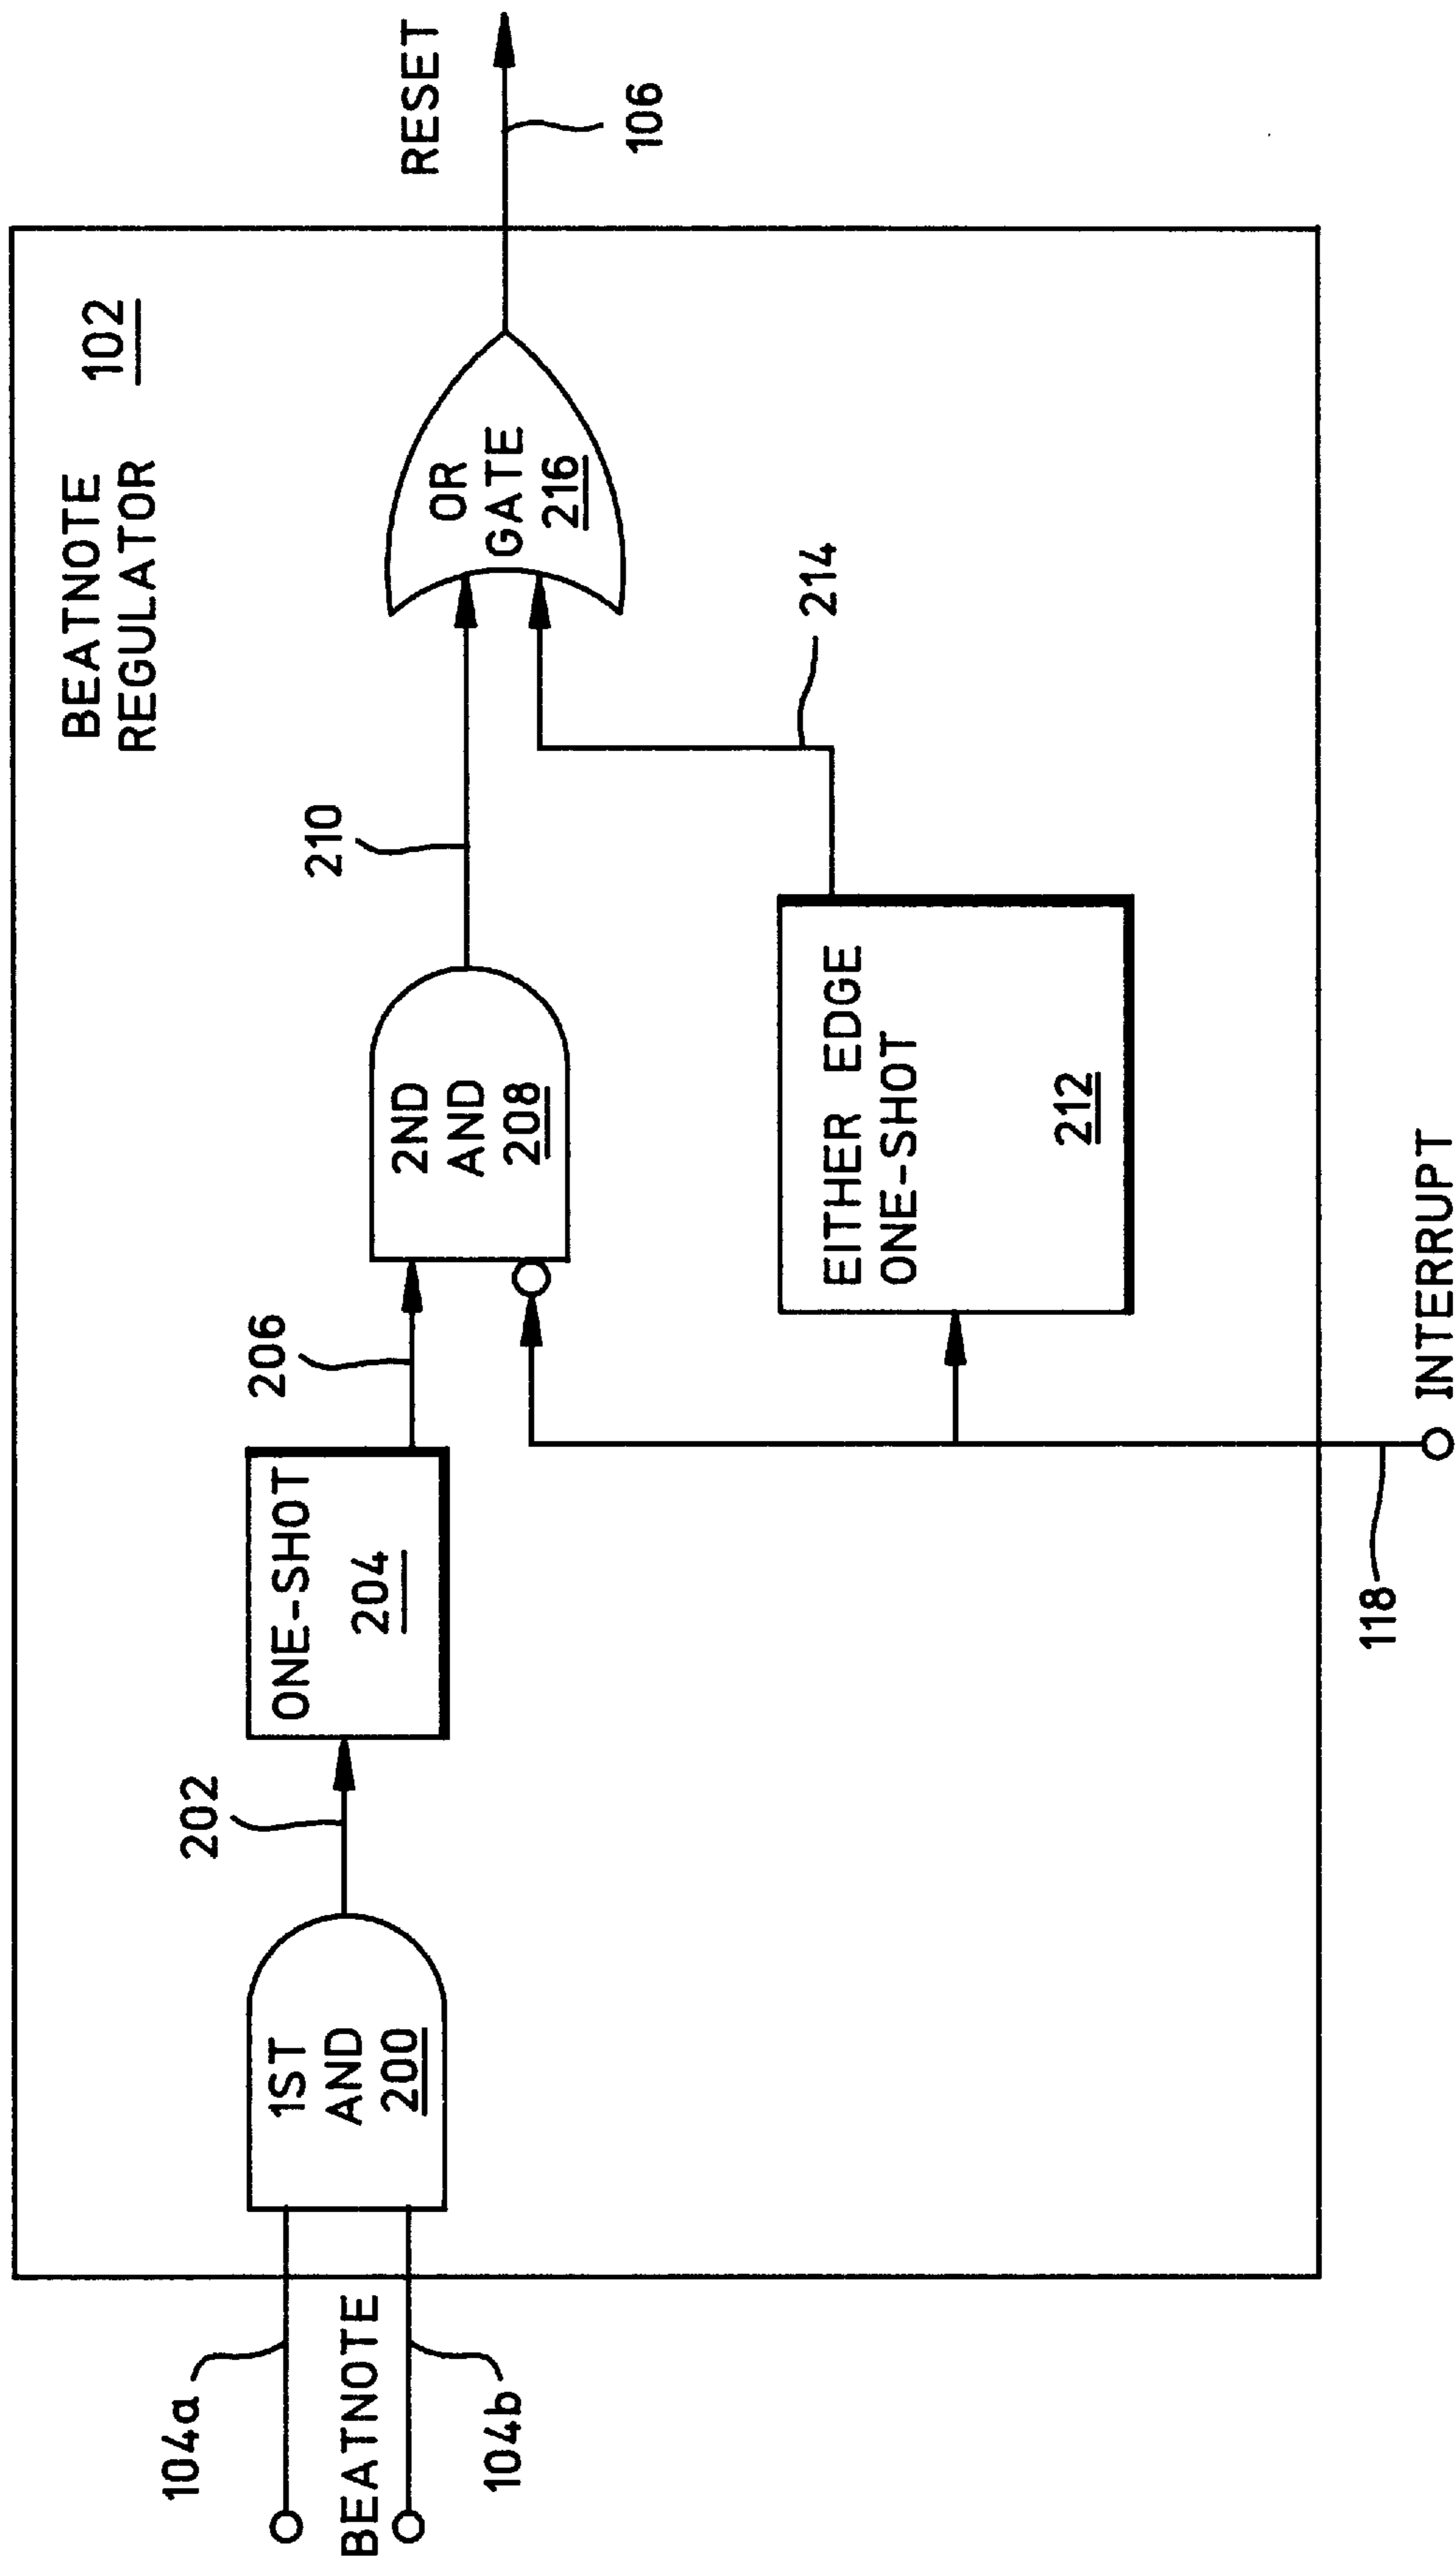 BEATNOTE
REGULATOR
102
104a
BEATNOTE
104b
1ST
AND
200
202
ONE-SHOT
204
206
2ND
AND
208
210
OR
GATE
216
RESET
106
EITHER EDGE
ONE-SHOT
212
214
118
INTERRUPT